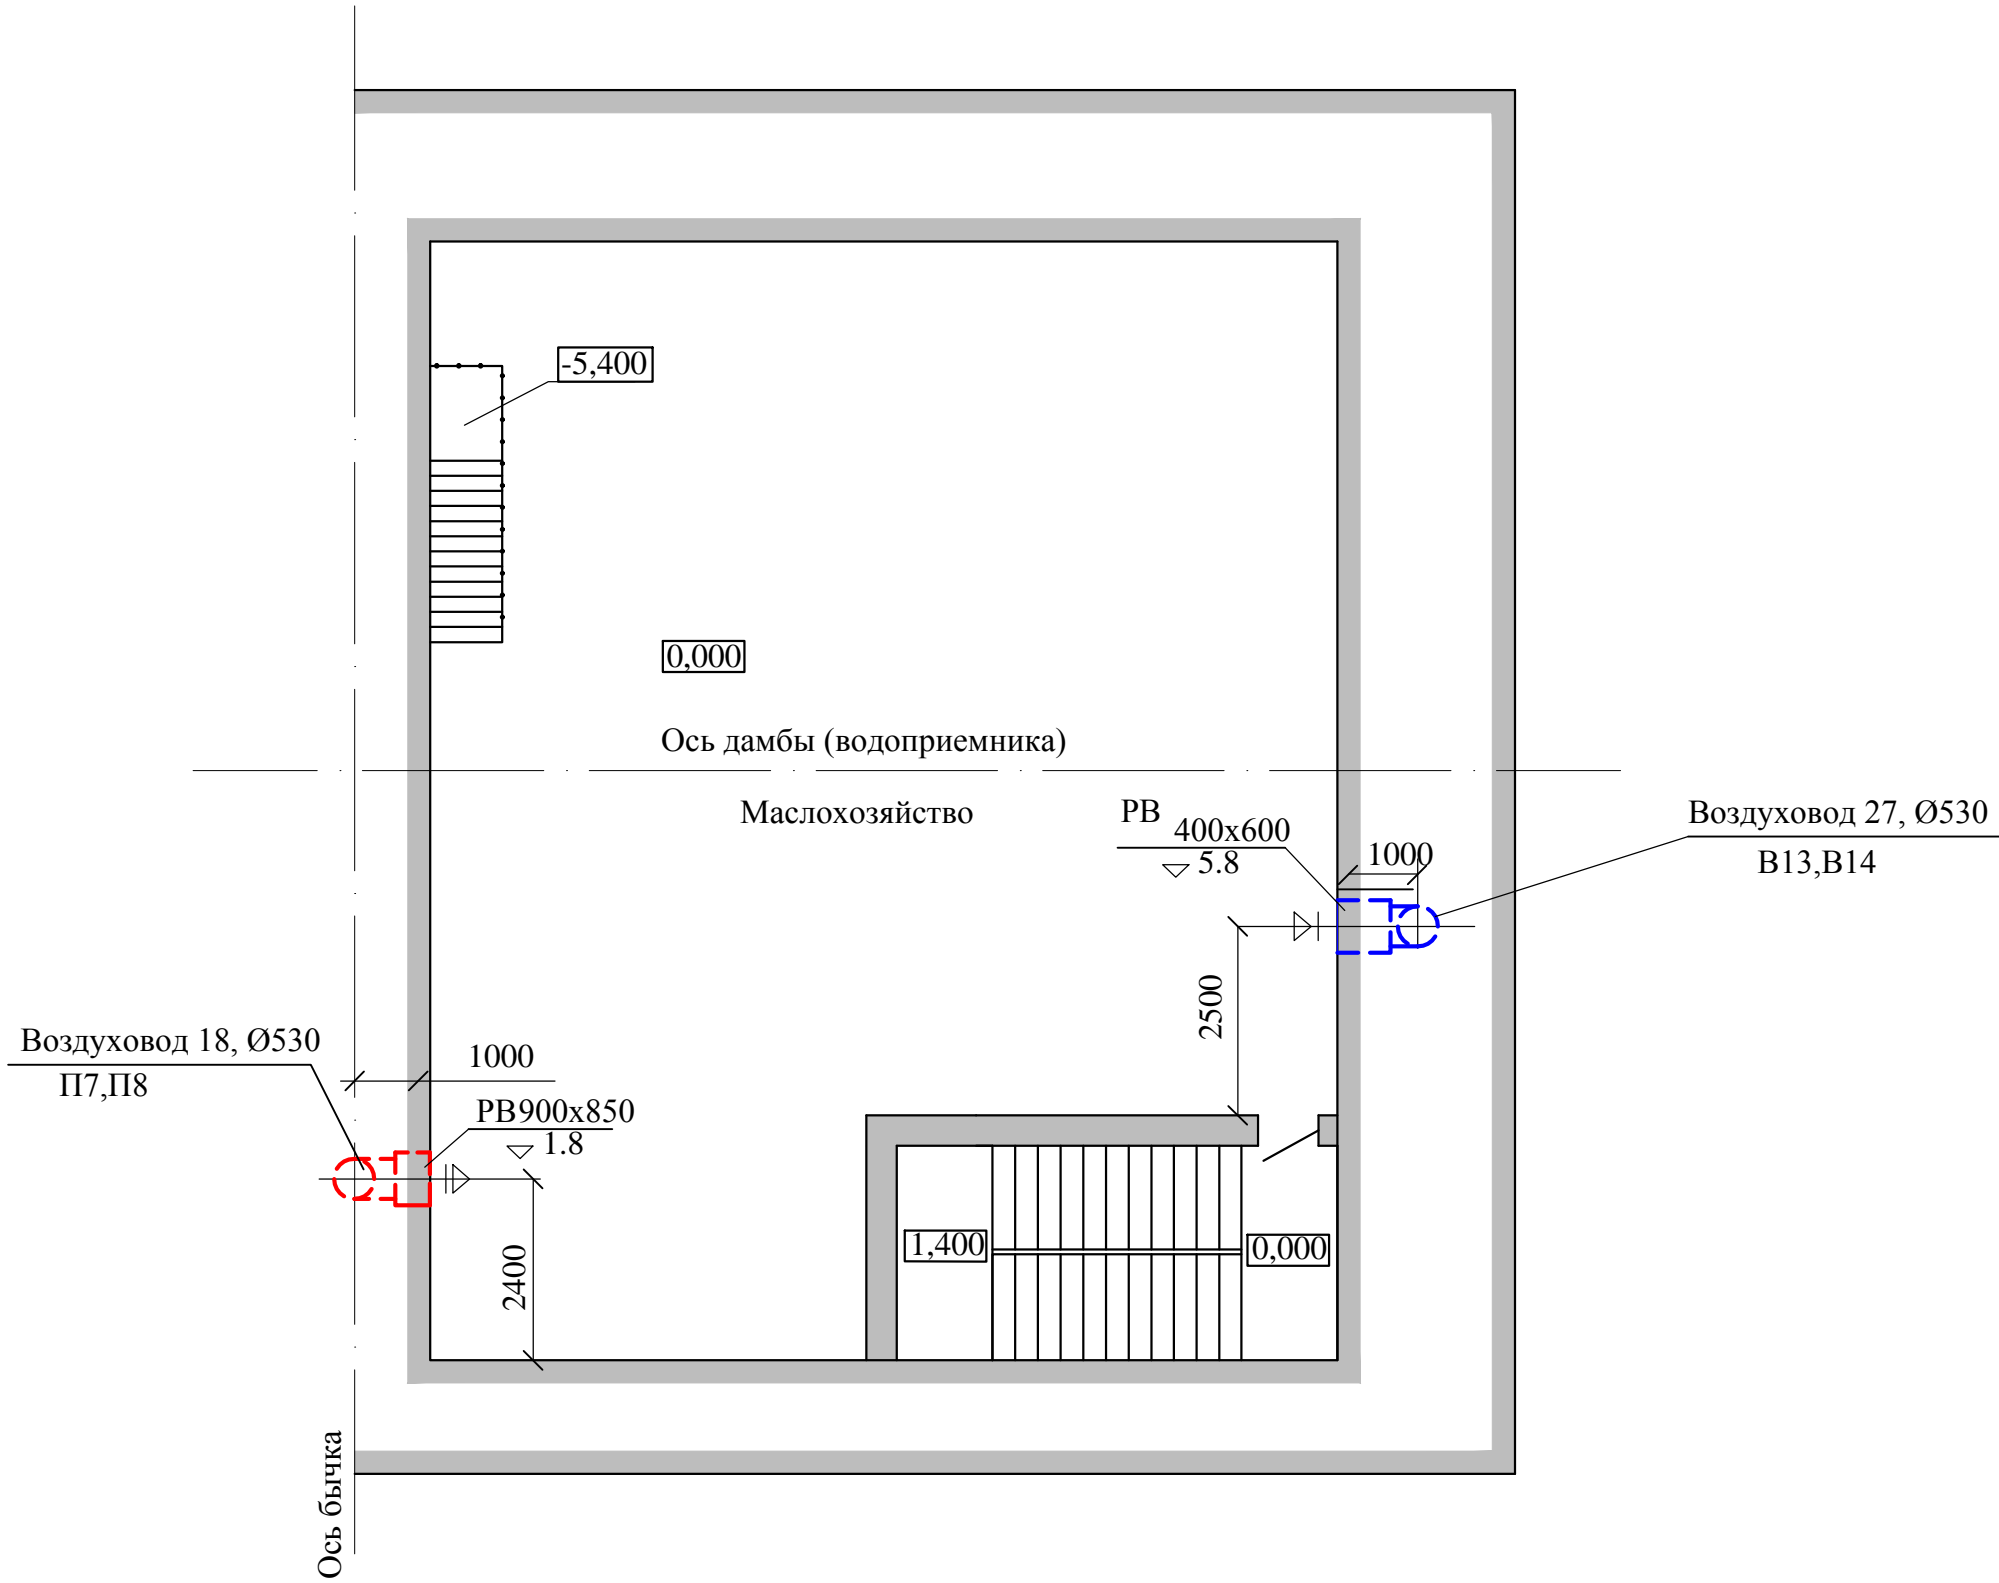 -5,400
0,000
Ось дамбы (водоприемника)
Маслохозяйство
РВ
400х600
5.8
1000
Воздуховод 27, Ø530
В13,В14
2500
Воздуховод 18, Ø530
П7,П8
1000
РВ900х850
1.8
2400
1,400
0,000
Ось бычка